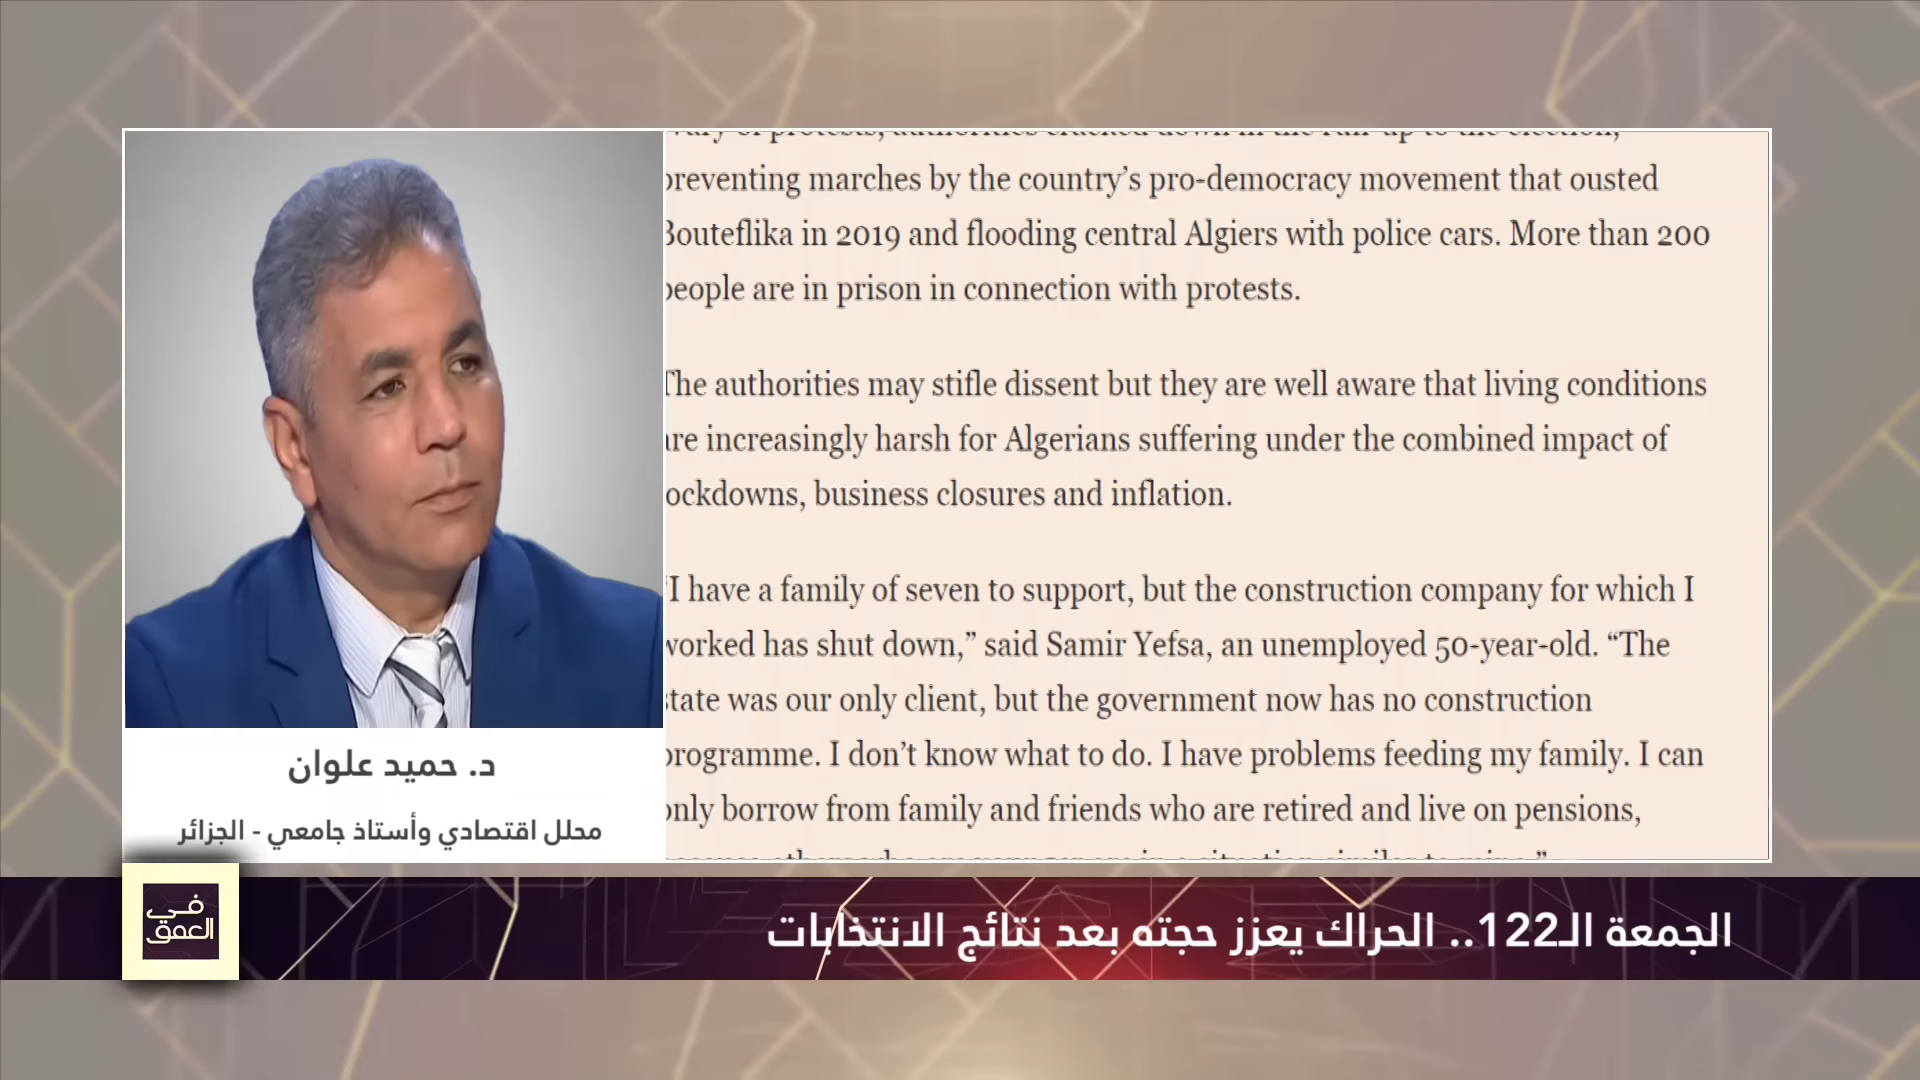 preventing marches by the country’s pro-democracy movement that ousted
Bouteflika in 2019 and flooding central Algiers with police cars. More than 200
people are in prison in connection with protests.
The authorities may stifle dissent but they are well aware that living conditions
are increasingly harsh for Algerians suffering under the combined impact of
lockdowns, business closures and inflation.
“I have a family of seven to support, but the construction company for which I
worked has shut down,” said Samir Yefsa, an unemployed 50-year-old. “The
state was our only client, but the government now has no construction
programme. I don’t know what to do. I have problems feeding my family. I can
only borrow from family and friends who are retired and live on pensions,
د. حميد علوان
محلل اقتصادي وأستاذ جامعي - الجزائر
في
العمق
الجمعة الـ122.. الحراك يعزز حجته بعد نتائج الانتخابات